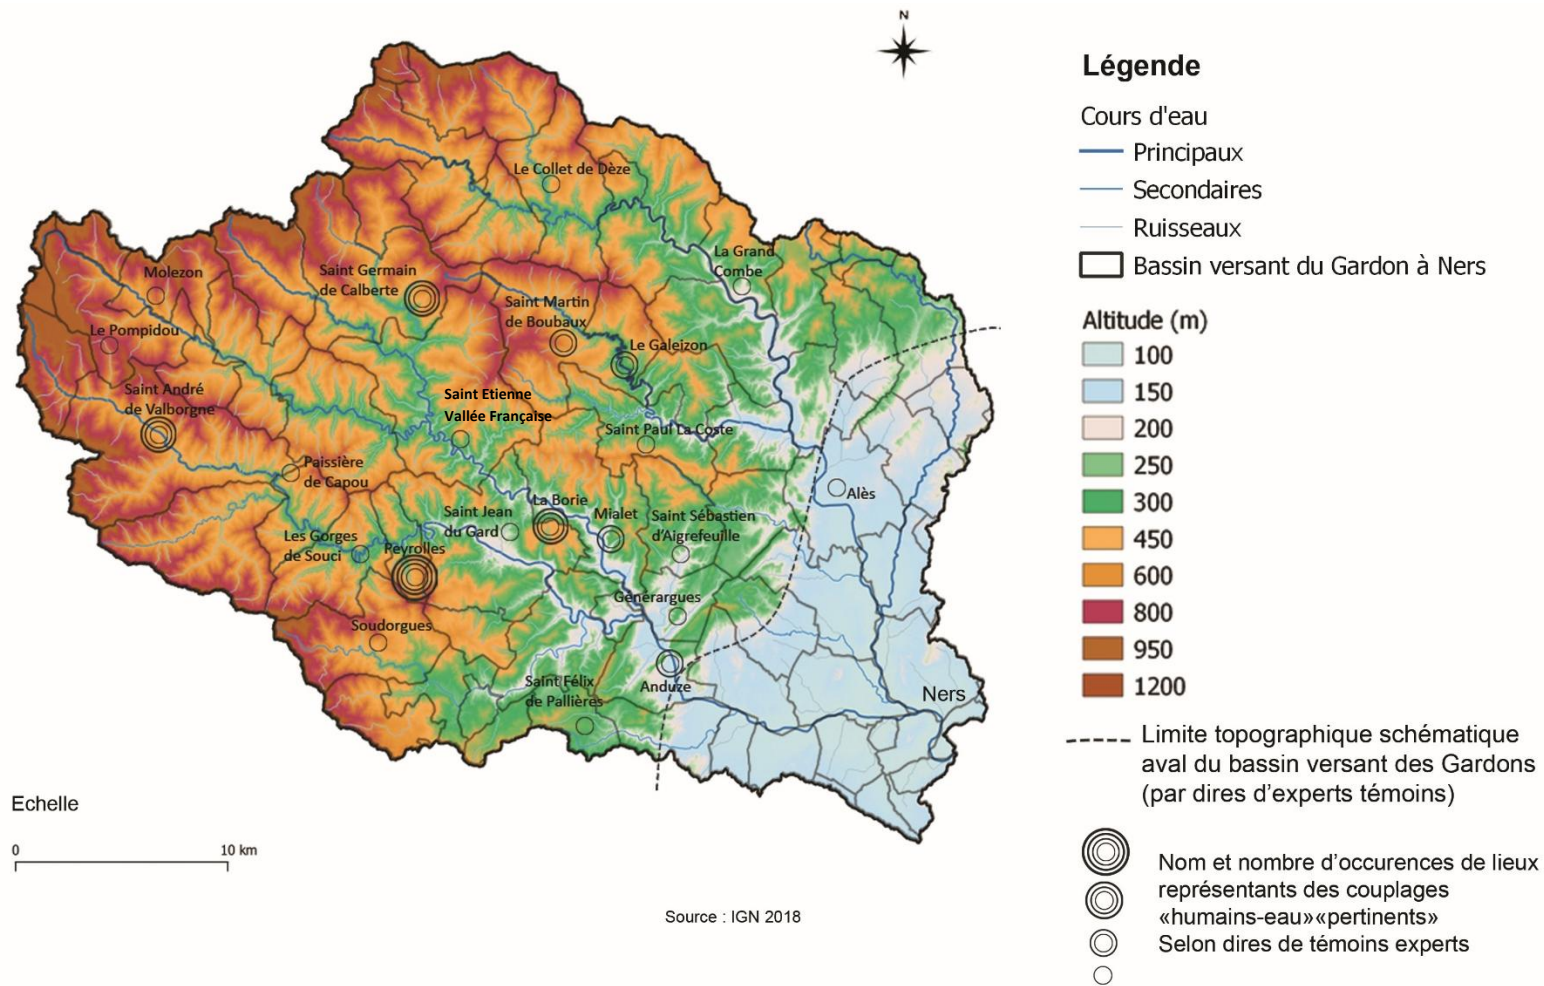 N
Le Collet de Dèze
La Grand
Combe
Molezon
Saint Germain
de Calberte
Saint Martin
de Boubaux
Le Pompidou
Le Galeizon
Saint André
de Valborgne
Saint Etienne
Vallée Française
Saint Paul La Coste
Paissière
de Capou
Alès
La Borie
Saint Jean
du Gard
Mialet
Saint Sébastien
d'Aigrefeuille
Les Gorges
de Souci
Peyrolles
Générargues
Soudorgues
Saint Félix
de Pallières
Anduze
Ners
Echelle
0 10 km
Source : IGN 2018
Légende
Cours d'eau
Principaux
Secondaires
Ruisseaux
Bassin versant du Gardon à Ners
Altitude (m)
100
150
200
250
300
450
600
800
950
1200
Limite topographique schématique
aval du bassin versant des Gardons
(par dires d'experts témoins)
Nom et nombre d'occurences de lieux
représentants des couplages
«humains-eau»«pertinents»
Selon dires de témoins experts